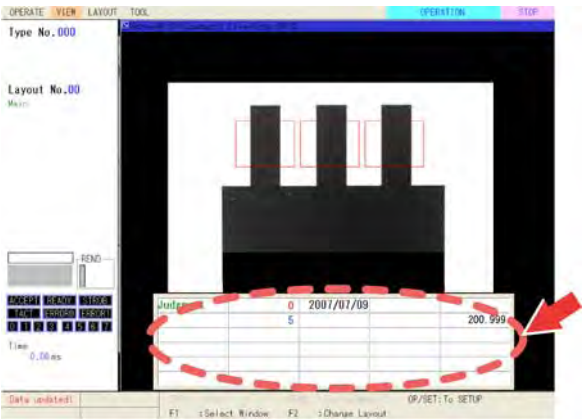 OPERATE VIEW LAYOUT TOOL OPERATION STOP
Type No.000
Layout No.00
Main
REND
ACCEPT READY STROB
TACT ERROR0 ERROR1
0 1 2 3 4 5 6 7
Time
0.00ms
0 2007/07/09
5 200.999
Data updated!
OP/SET:To SETUP
F1 :Select Window F2 :Change Layout